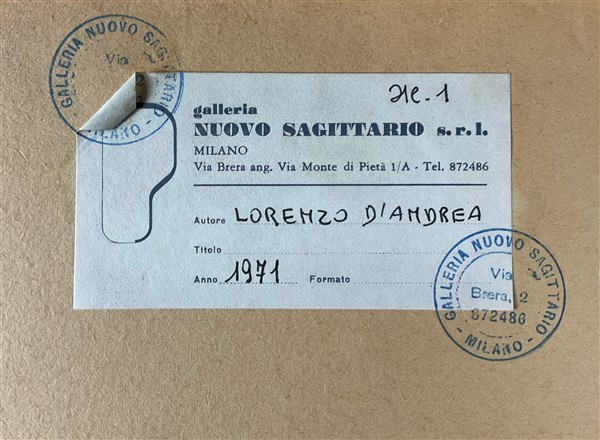 GALLERIA NUOVO SAGITTARIO
Via
- MILANO -
galleria
NUOVO SAGITTARIO s.r.l.
MILANO
Via Brera ang. Via Monte di Pietà 1/A - Tel. 872486
Autore LORENZO D'ANDREA
Titolo
Anno 1971 Formato
GALLERIA NUOVO SAGITTARIO
Via
Brera, 2
872486
- MILANO -